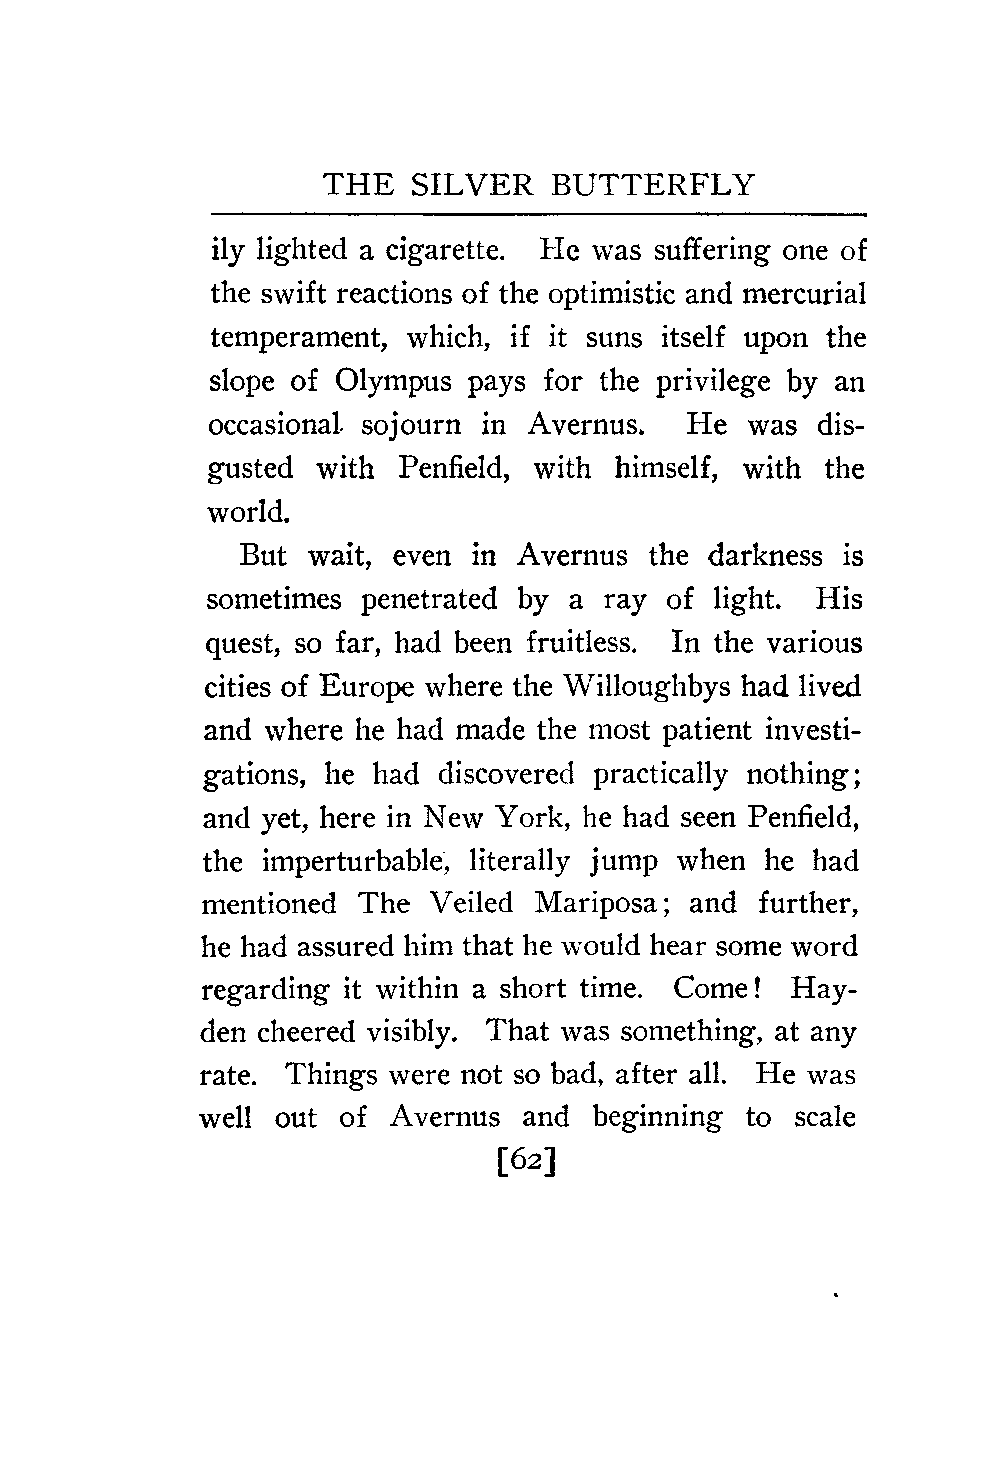 THE SILVER BUTTERFLY
ily lighted a cigarette. He was suffering one of
the swift reactions of the optimistic and mercurial
temperament, which, if it suns itself upon the
slope of Olympus pays for the privilege by an
occasional sojourn in Avernus. He was dis-
gusted with Penfield, with himself, with the
world.
But wait, even in Avernus the darkness is
sometimes penetrated by a ray of light. His
quest, so far, had been fruitless. In the various
cities of Europe where the Willoughbys had lived
and where he had made the most patient investi-
gations, he had discovered practically nothing;
and yet, here in New York, he had seen Penfield,
the imperturbable, literally jump when he had
mentioned The Veiled Mariposa; and further,
he had assured him that he would hear some word
regarding it within a short time. Come! Hay-
den cheered visibly. That was something, at any
rate. Things were not so bad, after all. He was
well out of Avernus and beginning to scale
[62]